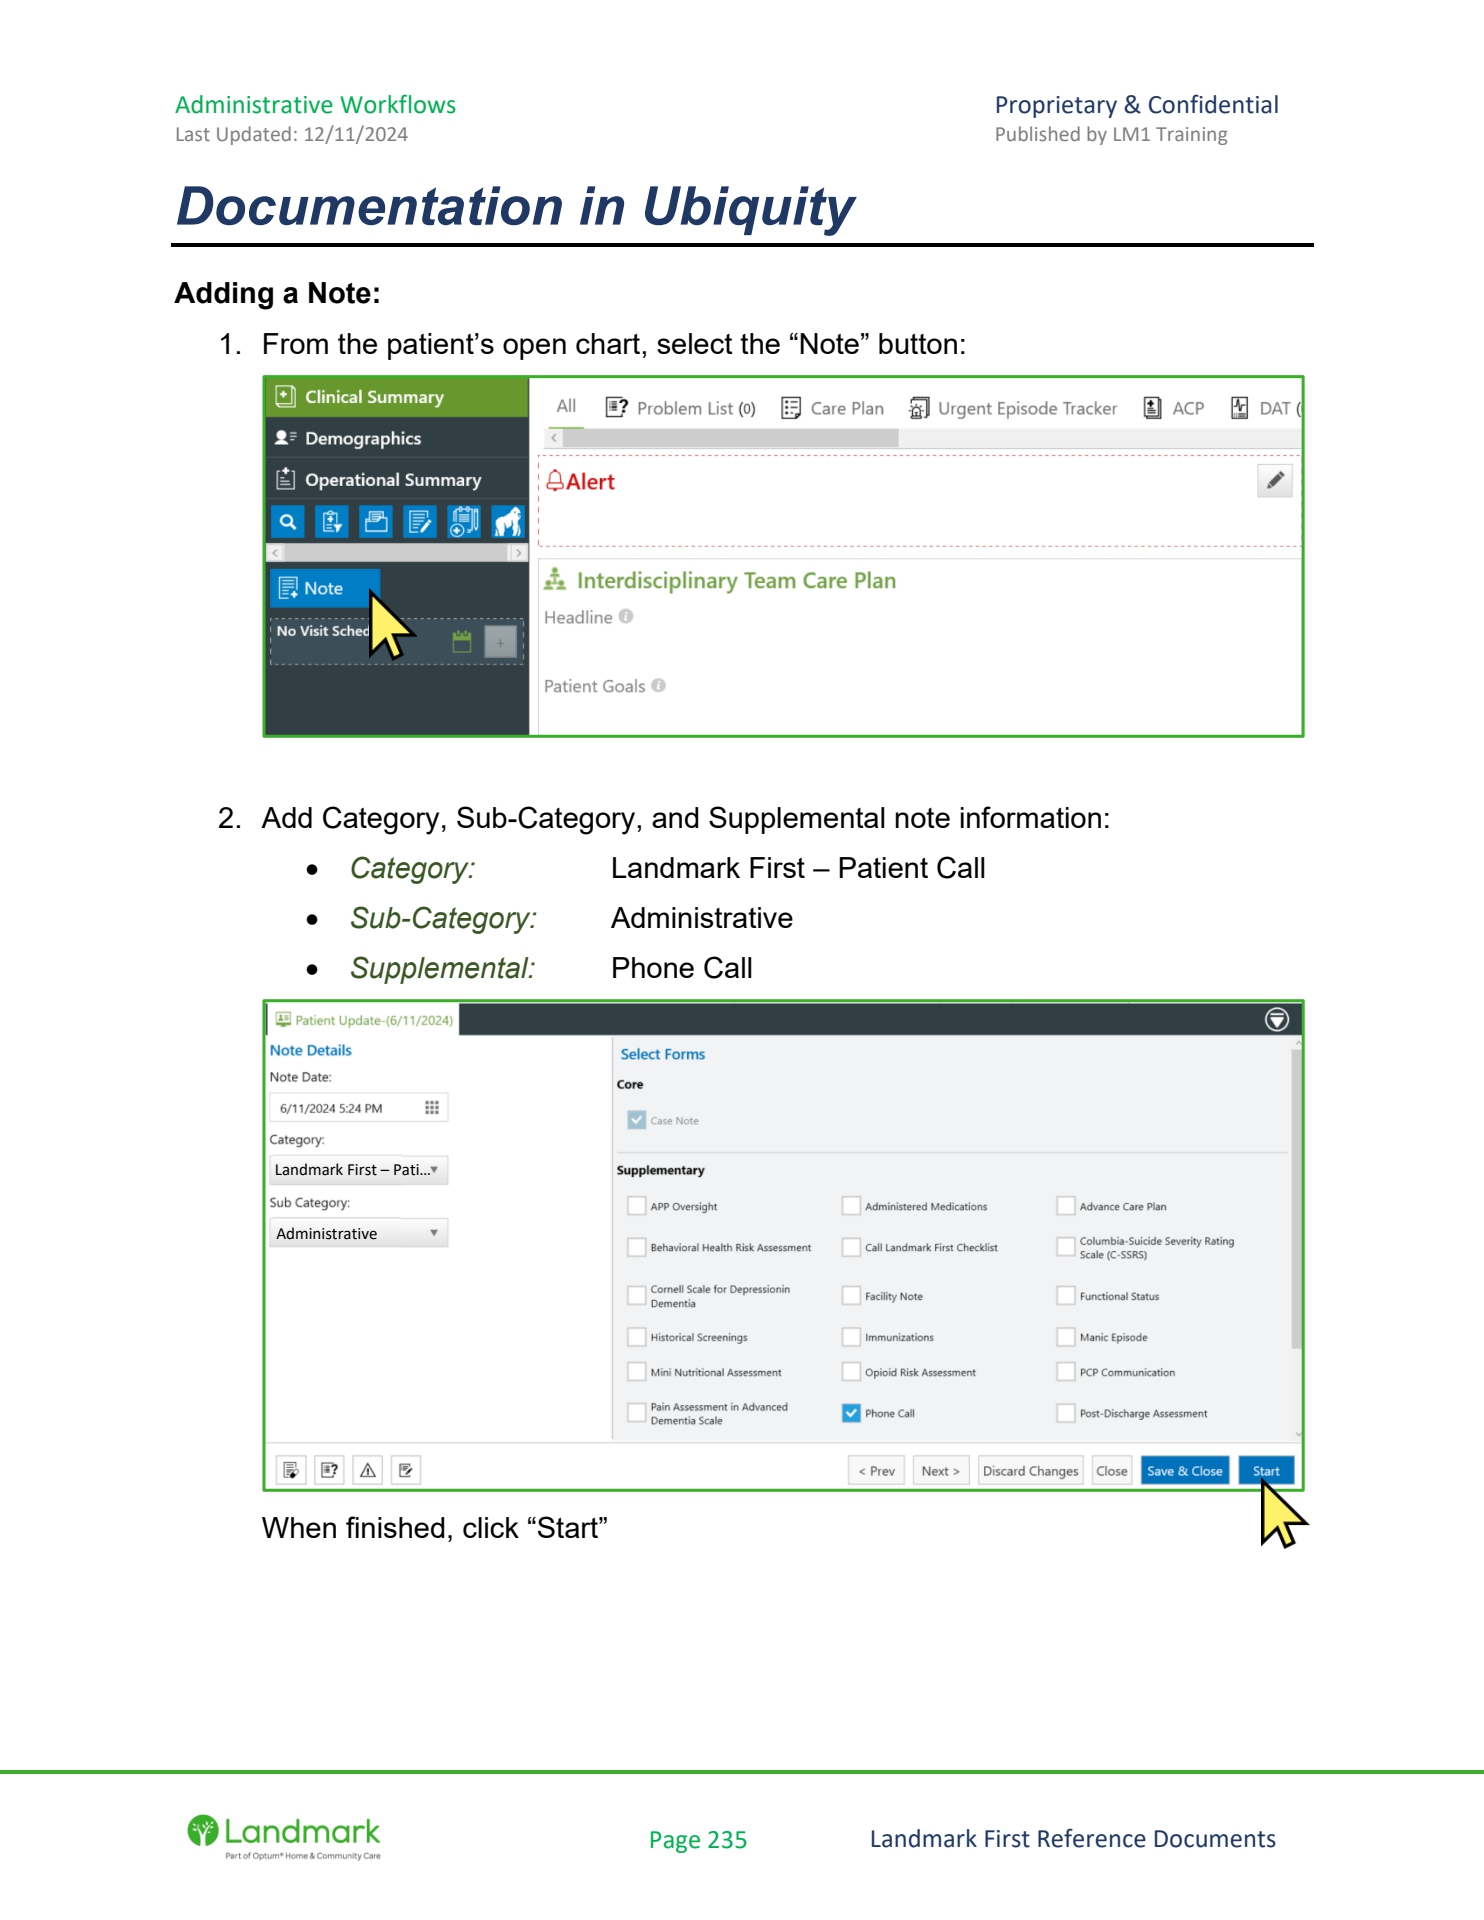 Administrative Workflows
Proprietary & Confidential
Last Updated: 12/11/2024
Published by LM1 Training
Documentation in Ubiquity
Adding a Note:
1. From the patient’s open chart, select the “Note” button:
Clinical Summary
Demographics
Operational Summary
Note
No Visit Sched
All
Problem List (0)
Care Plan
Urgent Episode Tracker
ACP
DAT (
Alert
Interdisciplinary Team Care Plan
Headline
Patient Goals
2. Add Category, Sub-Category, and Supplemental note information:
• Category: Landmark First – Patient Call
• Sub-Category: Administrative
• Supplemental: Phone Call
Patient Update-(6/11/2024)
Note Details
Note Date:
6/11/2024 5:24 PM
Category:
Landmark First – Pati...
Sub Category:
Administrative
Select Forms
Core
Case Note
Supplementary
APP Oversight
Administered Medications
Advance Care Plan
Behavioral Health Risk Assessment
Call Landmark First Checklist
Columbia-Suicide Severity Rating
Scale (C-SSRS)
Cornell Scale for Depressionin
Dementia
Facility Note
Functional Status
Historical Screenings
Immunizations
Manic Episode
Mini Nutritional Assessment
Opioid Risk Assessment
PCP Communication
Pain Assessment in Advanced
Dementia Scale
Phone Call
Post-Discharge Assessment
< Prev
Next >
Discard Changes
Close
Save & Close
Start
When finished, click “Start”
Landmark
Part of Optum® Home & Community Care
Page 235
Landmark First Reference Documents